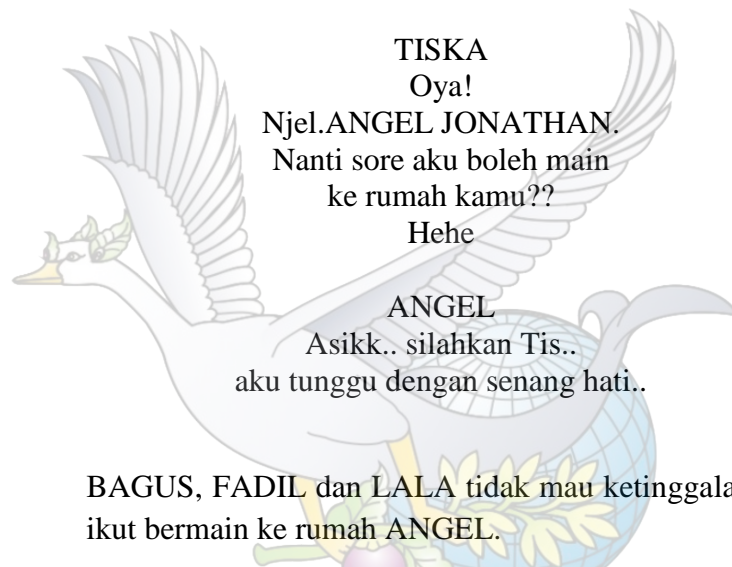 TISKA
Oya!
Njel.ANGEL JONATHAN.
Nanti sore aku boleh main
ke rumah kamu??
Hehe
ANGEL
Asikk.. silahkan Tis..
aku tunggu dengan senang hati..
BAGUS, FADIL dan LALA tidak mau
ikut bermain ke rumah ANGEL.